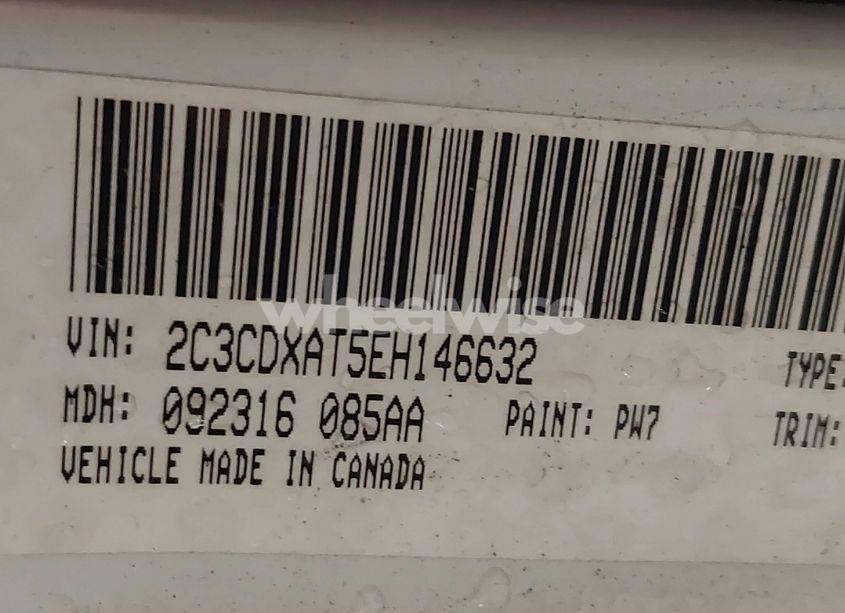 wheelwise
VIN: 2C3CDXAT5EH146632 TYPE:
MDH: 092316 085AA PAINT: PW7 TRIM:
VEHICLE MADE IN CANADA